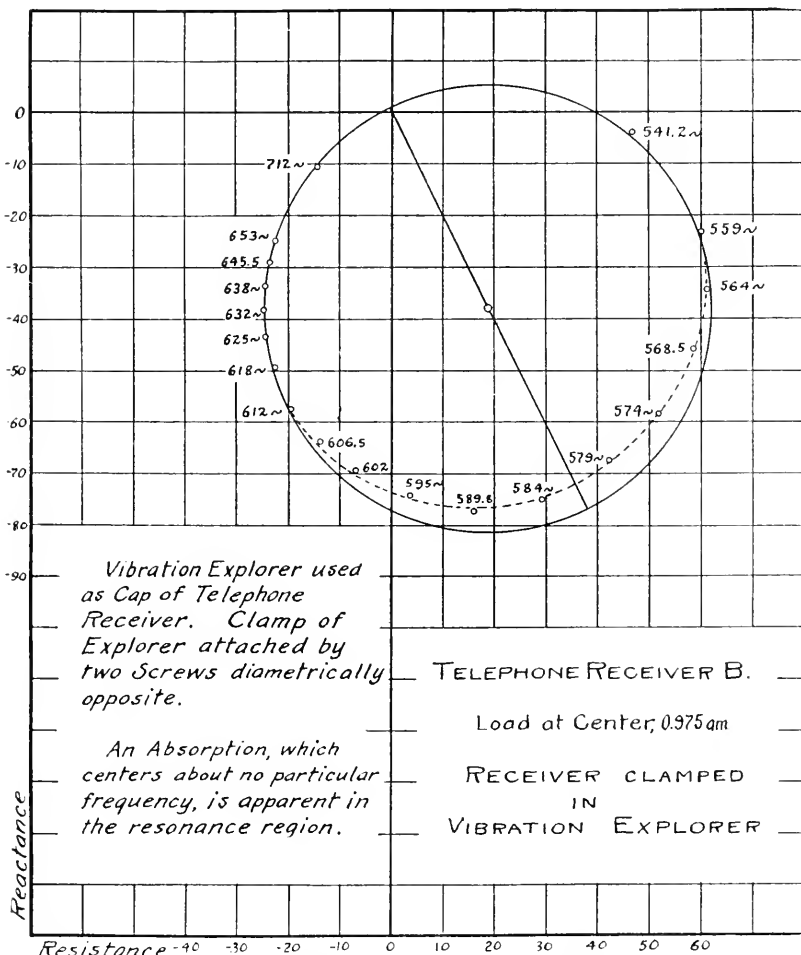 0
-10
-20
-30
-40
-50
-60
-70
-80
-90
541.2~
559~
564~
568.5
574~
579~
584~
589.8
595~
602
606.5
612~
618~
625~
632~
638~
645.5
653~
712~
Vibration Explorer used
as Cap of Telephone
Receiver. Clamp of
Explorer attached by
two Screws diametrically
opposite.
An Absorption, which
centers about no particular
frequency, is apparent in
the resonance region.
TELEPHONE RECEIVER B.
Load at Center, 0.975 gm
RECEIVER CLAMPED
IN
VIBRATION EXPLORER
Reactance
Resistance -40 -30 -20 -10 0 10 20 30 40 50 60